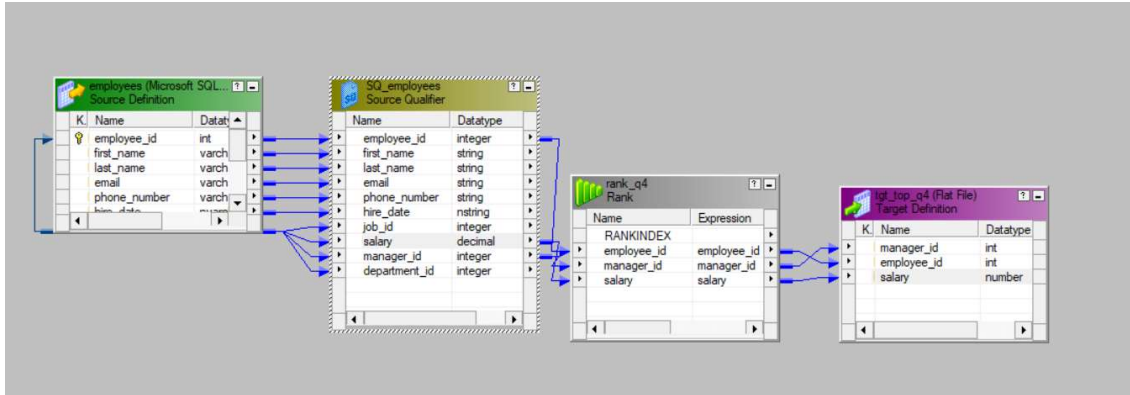 employees (Microsoft SQL... ? -
Source Definition
K. Name Dataty
employee_id int
first_name varch
last_name varch
email varch
phone_number varch
SQ_employees ? -
Source Qualifier
Name Datatype
employee_id integer
first_name string
last_name string
email string
phone_number string
hire_date nstring
job_id integer
salary decimal
manager_id integer
department_id integer
rank_q4 ? -
Rank
Name Expression
RANKINDEX
employee_id employee_id
manager_id manager_id
salary salary
tgt_top_q4 (Flat File) ? -
Target Definition
K. Name Datatype
manager_id int
employee_id int
salary number